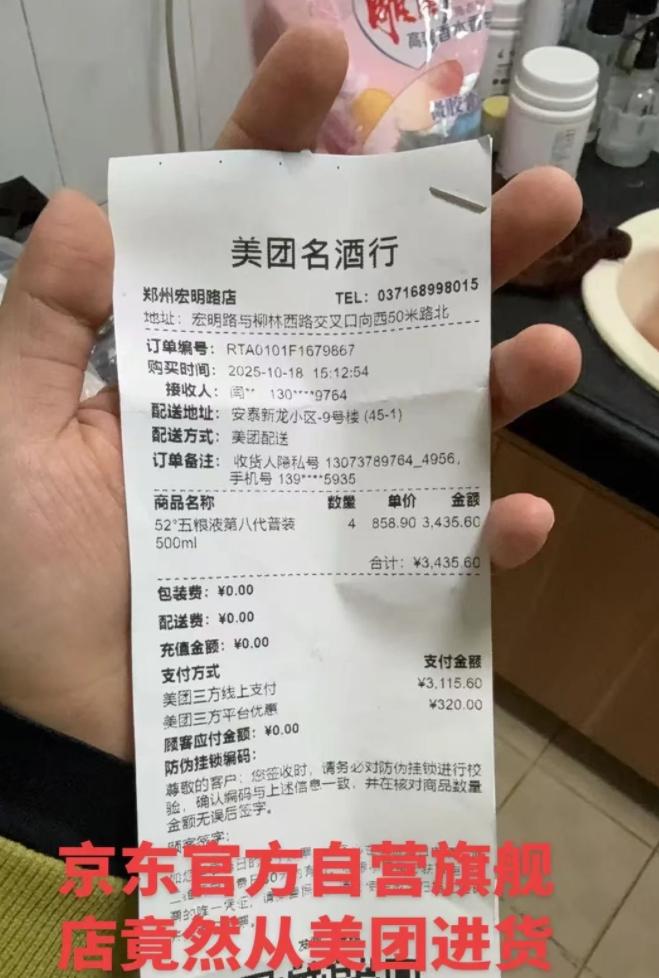 雕
美团名酒行
郑州宏明路店 TEL: 037168998015
地址: 宏明路与柳林西路交叉口向西50米路北
订单编号: RTA0101F1679867
购买时间: 2025-10-18 15:12:54
接收人: 闾** 130****9764
配送地址: 安泰新龙小区-9号楼 (45-1)
配送方式: 美团配送
订单备注: 收货人隐私号 13073789764_4956,
手机号 139****5935
商品名称 数量 单价 金额
52°五粮液第八代普装 4 858.90 3,435.60
500ml
合计: ¥3,435.60
包装费: ¥0.00
配送费: ¥0.00
充值金额: ¥0.00
支付方式 支付金额
美团三方线上支付 ¥3,115.60
美团三方平台优惠 ¥320.00
顾客应付金额: ¥0.00
防伪挂锁编码:
尊敬的客户: 您签收时, 请务必对防伪挂锁进行校
验, 确认编码与上述信息一致, 并在核对商品数量
金额无误后签字。
顾客签字:
京东官方自营旗舰
店竟然从美团进货